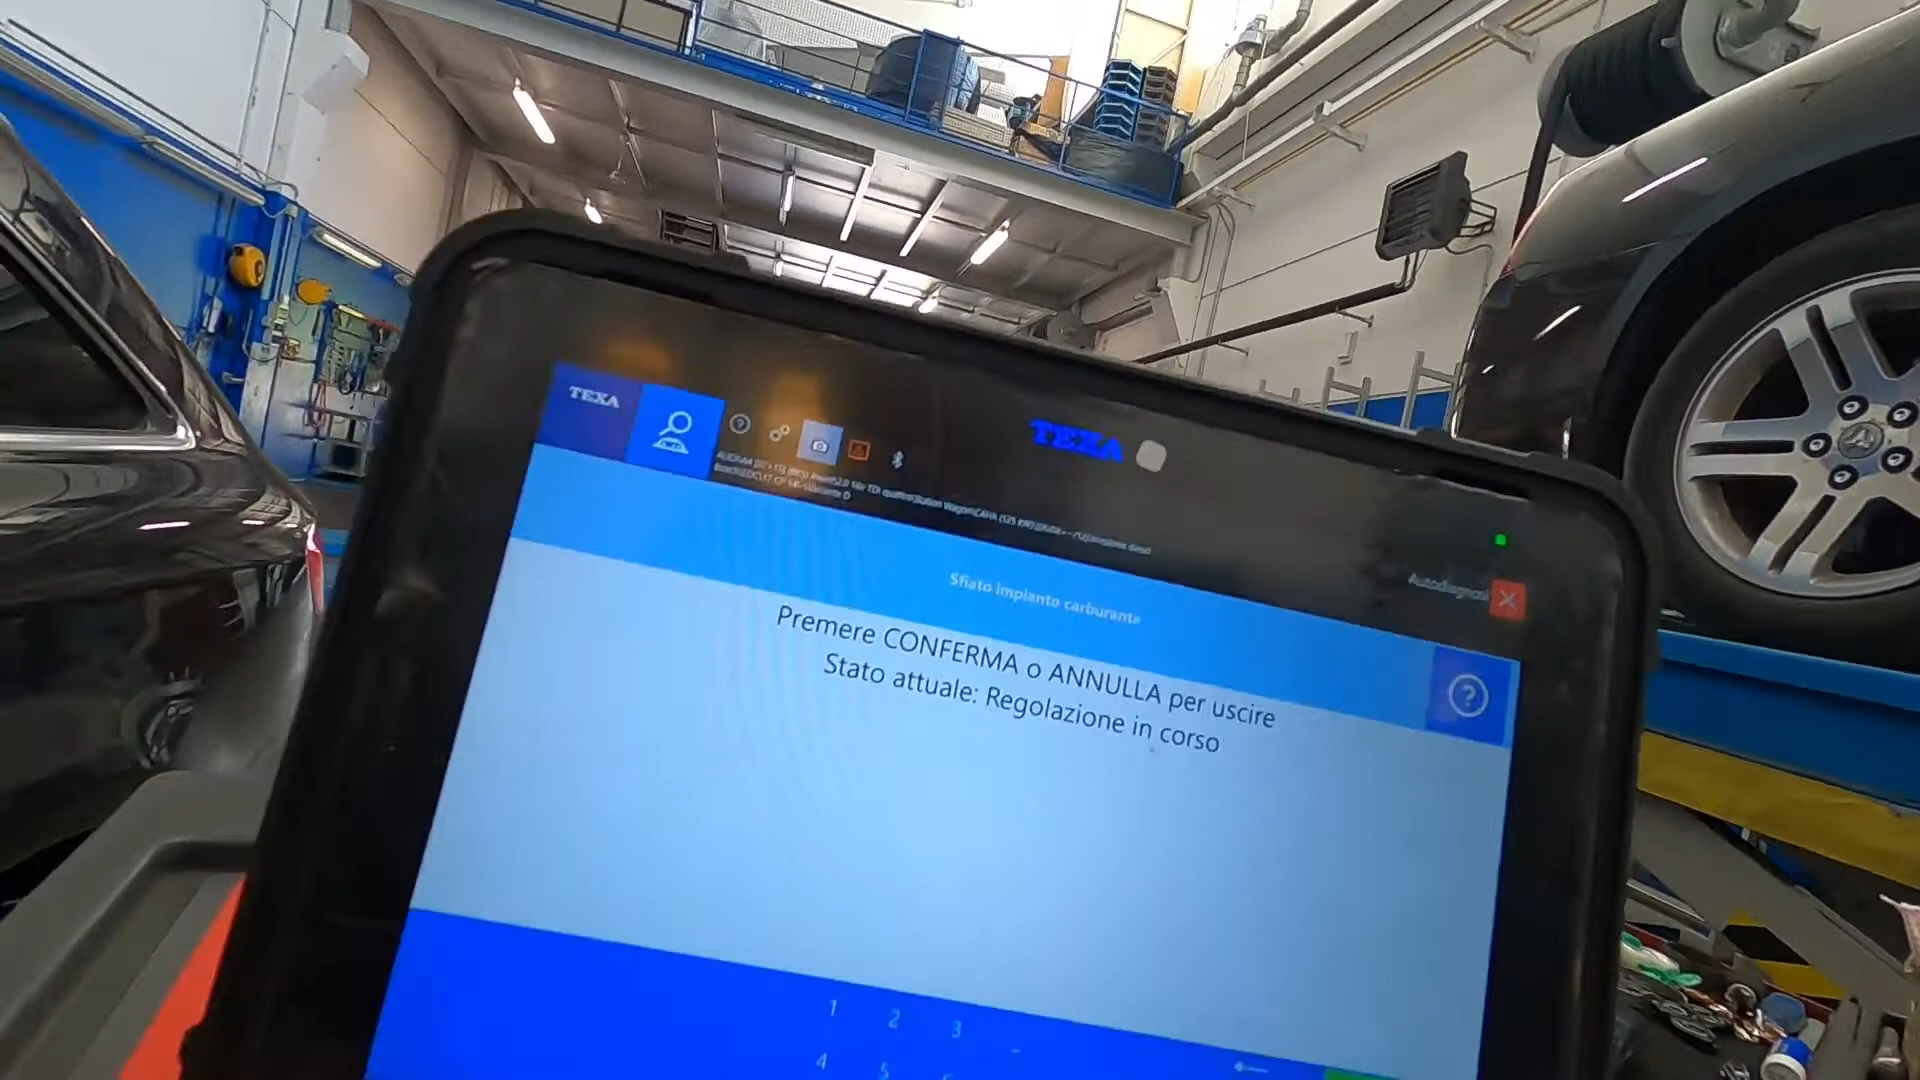 TEXA
TEXA
Autodiagnosi
Sfiato impianto carburante
Premere CONFERMA o ANNULLA per uscire
Stato attuale: Regolazione in corso
1 2 3
4 5